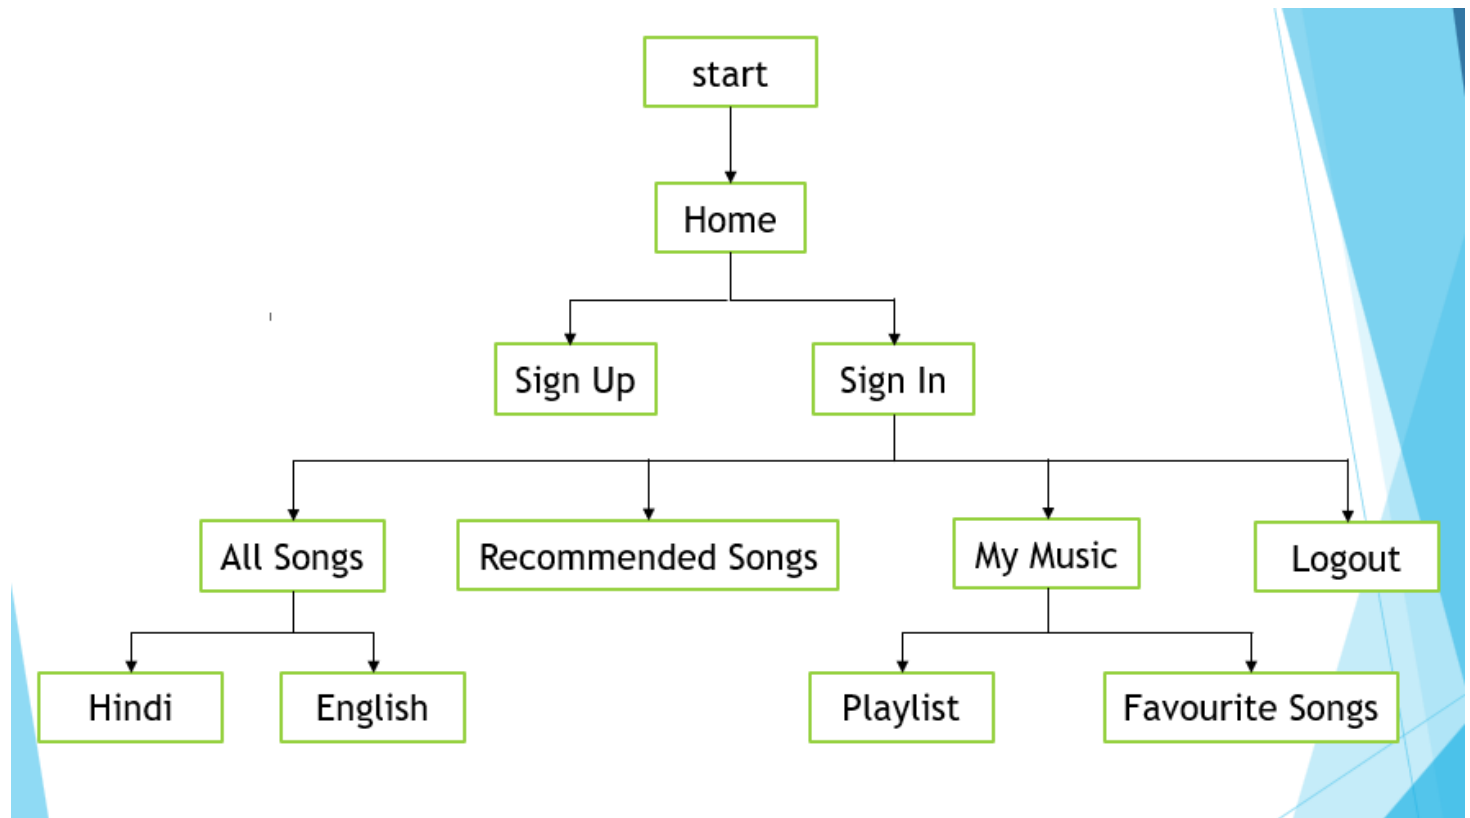 start
Home
Sign Up
Sign In
All Songs
Recommended Songs
My Music
Logout
Hindi
English
Playlist
Favourite Songs